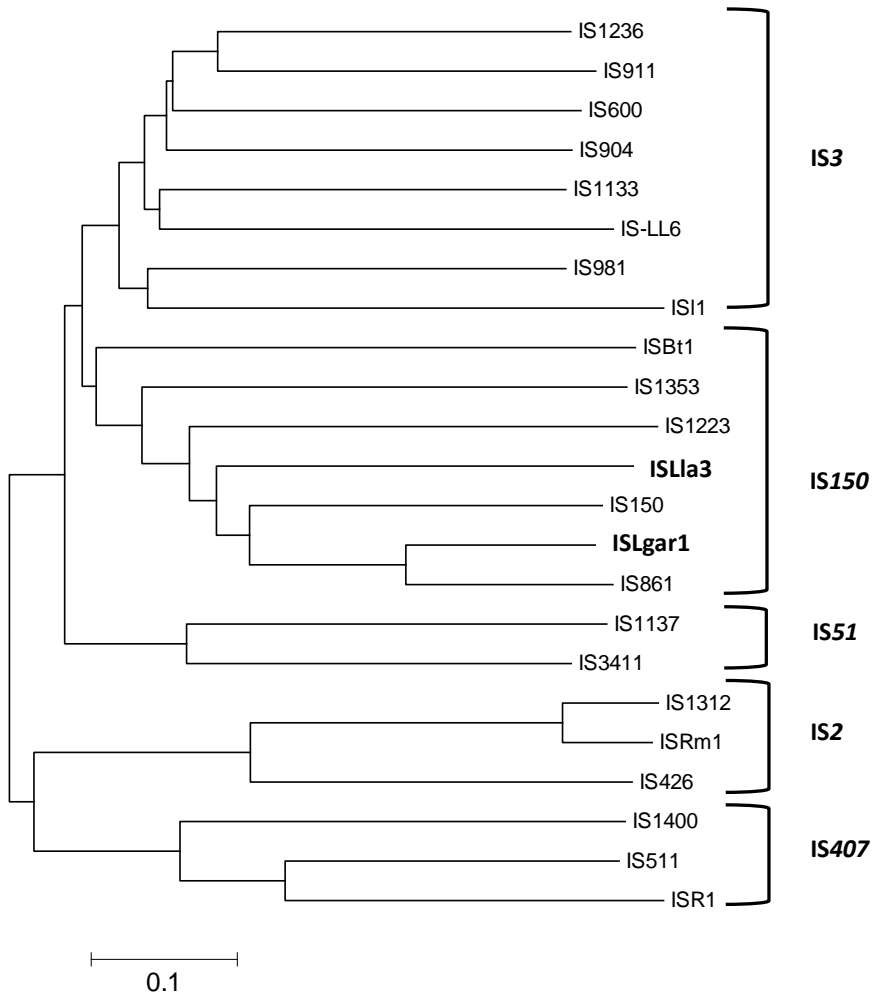 IS1236
IS911
IS600
IS904
IS1133
IS-LL6
IS981
ISI1
IS3
ISBt1
IS1353
IS1223
ISLla3
IS150
ISLgar1
IS861
IS150
IS1137
IS3411
IS51
IS1312
ISRm1
IS426
IS2
IS1400
IS511
ISR1
IS407
0.1